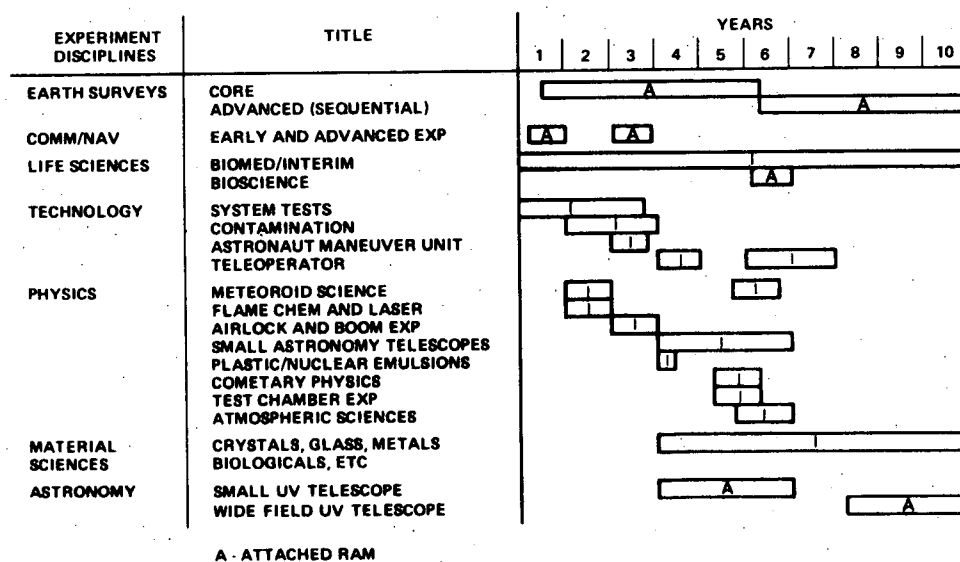 EXPERIMENT DISCIPLINES TITLE YEARS
1 2 3 4 5 6 7 8 9 10
EARTH SURVEYS CORE A
ADVANCED (SEQUENTIAL) A
COMM/NAV EARLY AND ADVANCED EXP A A
LIFE SCIENCES BIOMED/INTERIM I
BIOSCIENCE A
TECHNOLOGY SYSTEM TESTS I
CONTAMINATION I
ASTRONAUT MANEUVER UNIT I
TELEOPERATOR I I
PHYSICS METEOROID SCIENCE I I
FLAME CHEM AND LASER I
AIRLOCK AND BOOM EXP I
SMALL ASTRONOMY TELESCOPES I
PLASTIC/NUCLEAR EMULSIONS I
COMETARY PHYSICS I
TEST CHAMBER EXP I
ATMOSPHERIC SCIENCES I
MATERIAL CRYSTALS, GLASS, METALS I
SCIENCES BIOLOGICALS, ETC
ASTRONOMY SMALL UV TELESCOPE A
WIDE FIELD UV TELESCOPE A
A - ATTACHED RAM